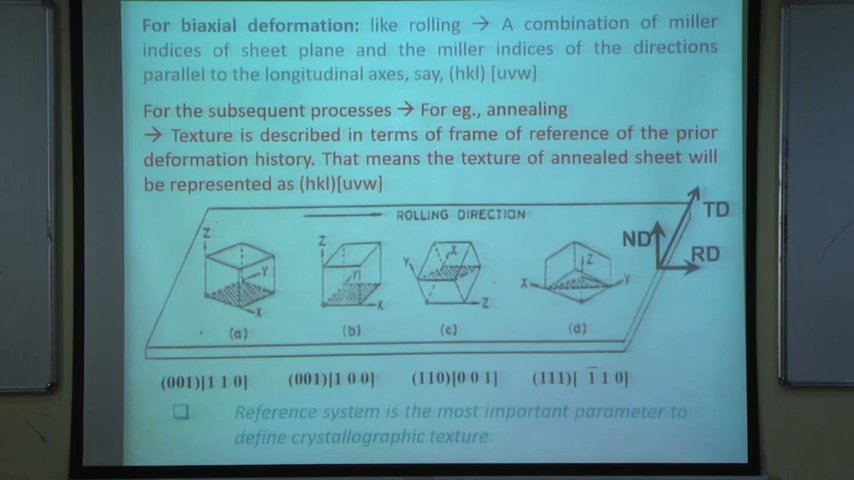 For biaxial deformation: like rolling → A combination of miller
indices of sheet plane and the miller indices of the directions
parallel to the longitudinal axes, say, (hkl) [uvw]
For the subsequent processes → For eg., annealing
→ Texture is described in terms of frame of reference of the prior
deformation history. That means the texture of annealed sheet will
be represented as (hkl)[uvw]
ROLLING DIRECTION
TD
ND
RD
Z
Y
X
(a)
Z
Y
X
(b)
X
Y
Z
(c)
Z
X
Y
(d)
(001)[1 1 0] (001)[1 0 0] (110)[0 0 1] (111)[ 1̅ 1 0]
Reference system is the most important parameter to
define crystallographic texture